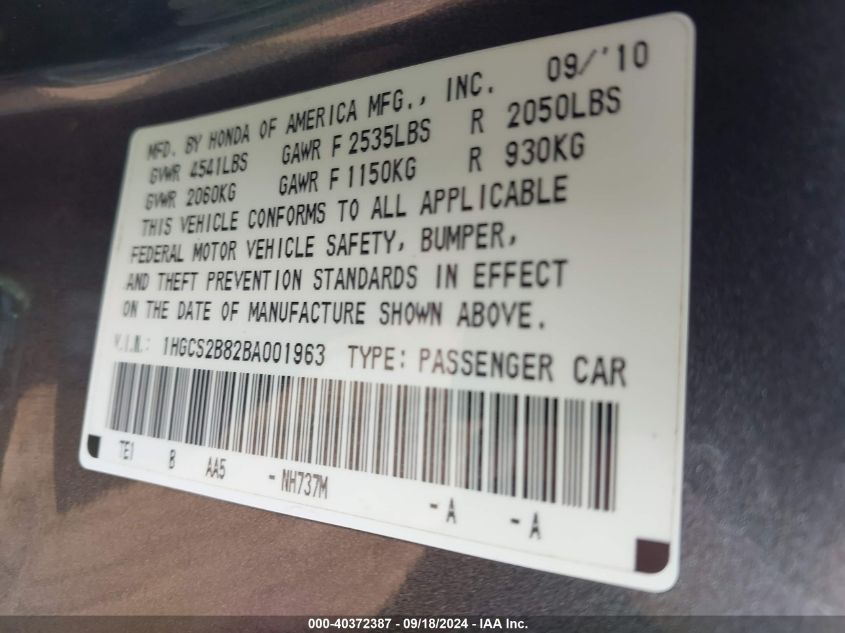 MFD. BY HONDA OF AMERICA MFG., INC. 09/'10
GVWR 4541LBS GAWR F 2535LBS R 2050LBS
GVWR 2060KG GAWR F 1150KG R 930KG
THIS VEHICLE CONFORMS TO ALL APPLICABLE
FEDERAL MOTOR VEHICLE SAFETY, BUMPER,
AND THEFT PREVENTION STANDARDS IN EFFECT
ON THE DATE OF MANUFACTURE SHOWN ABOVE.
V.I.N.: 1HGCS2B82BA001963 TYPE: PASSENGER CAR
TE1 B AA5 - NH737M - A - A
000-40372387 - 09/18/2024 - IAA Inc.